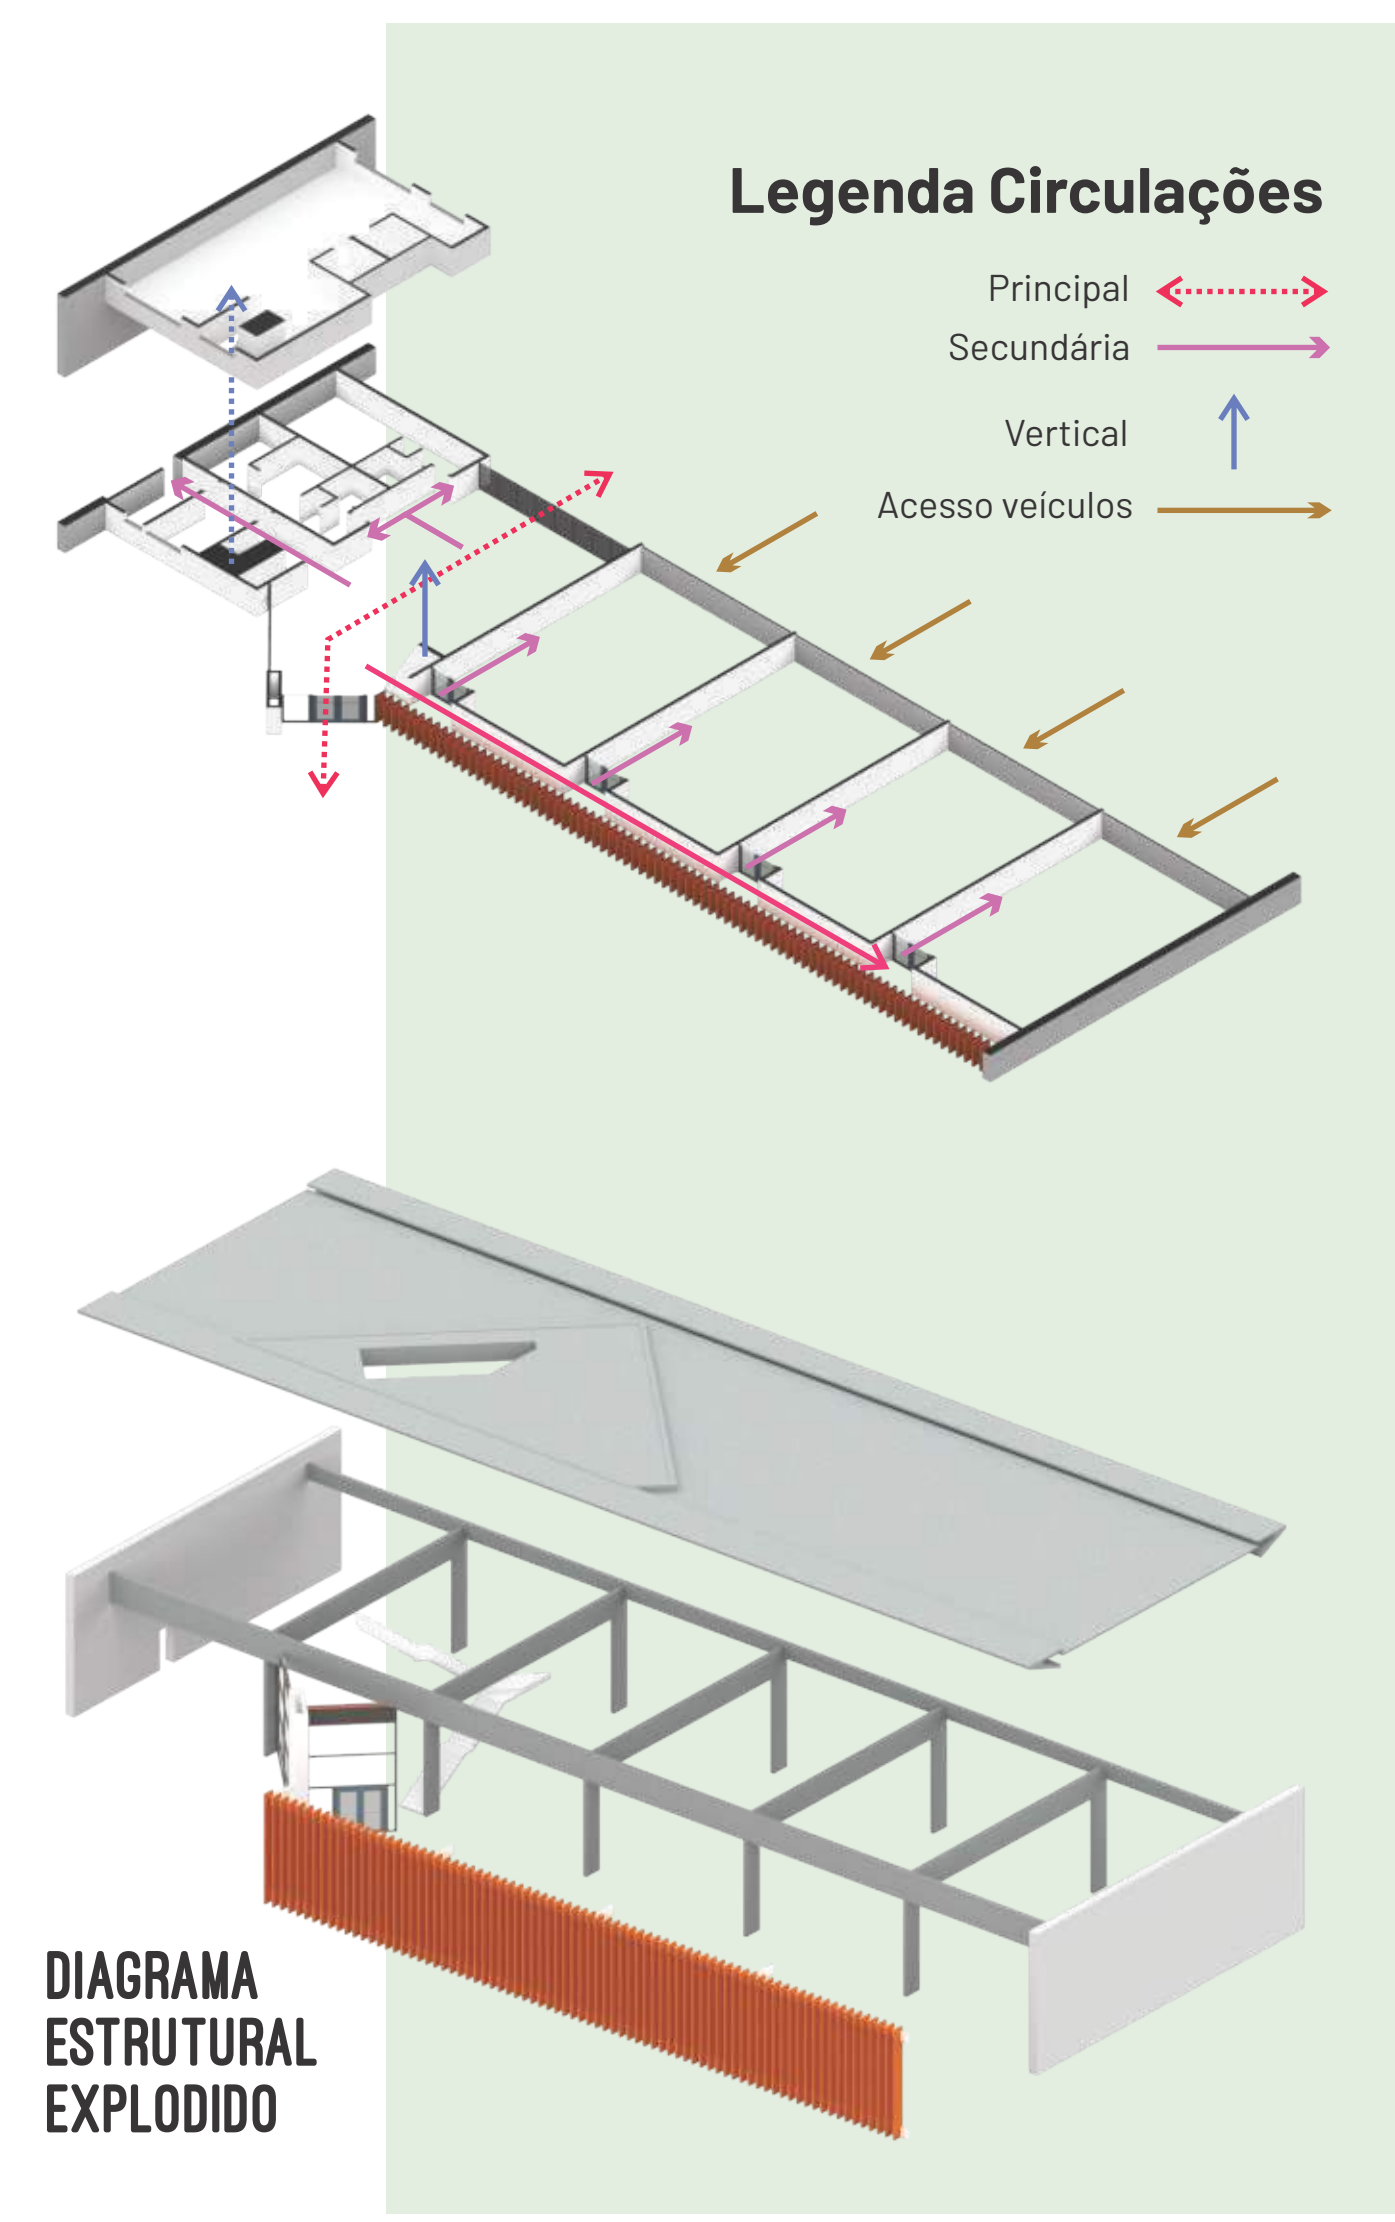 Legenda Circulações
Principal
Secundária
Vertical
Acesso veículos
DIAGRAMA
ESTRUTURAL
EXPLODIDO